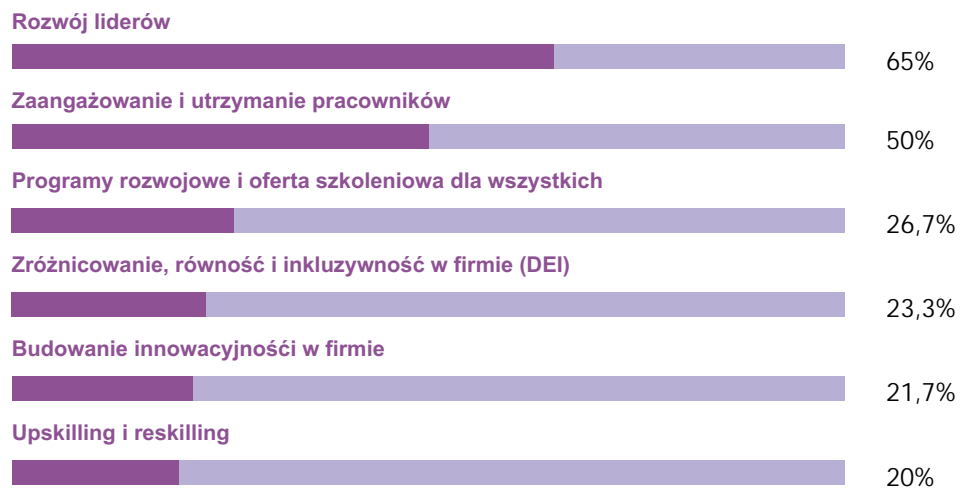 Rozwój liderów
65%
Zaangażowanie i utrzymanie pracowników
50%
Programy rozwojowe i oferta szkoleniowa dla wszystkich
26,7%
Zróżnicowanie, równość i inkluzywność w firmie (DEI)
23,3%
Budowanie innowacyjnośći w firmie
21,7%
Upskilling i reskilling
20%